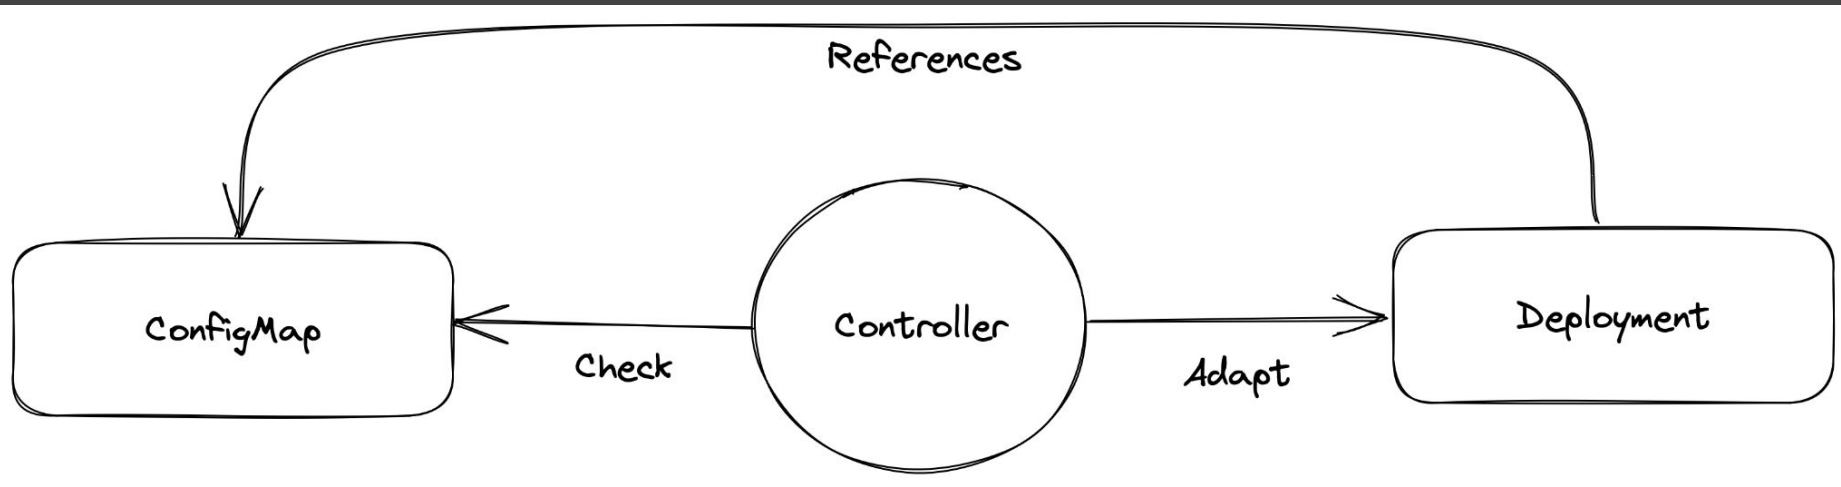 References
ConfigMap
Controller
Deployment
Check
Adapt